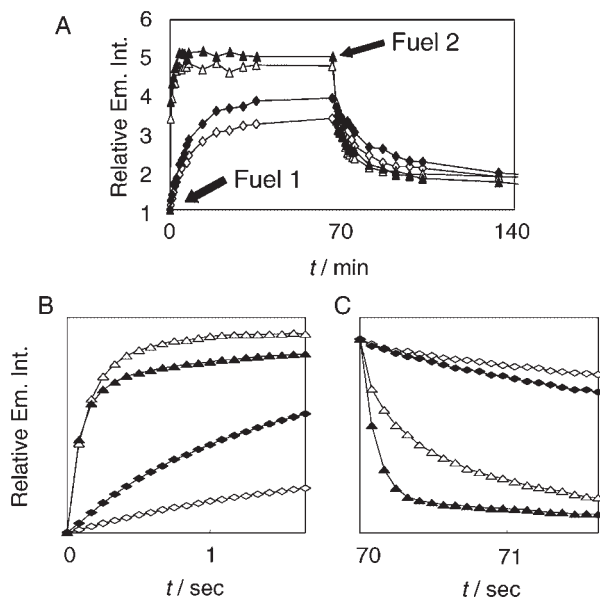 A
Relative Em. Int.
6
5
4
3
2
1
Fuel 2
Fuel 1
0
70
140
t / min
B
C
Relative Em. Int.
0
1
70
71
t / sec
t / sec